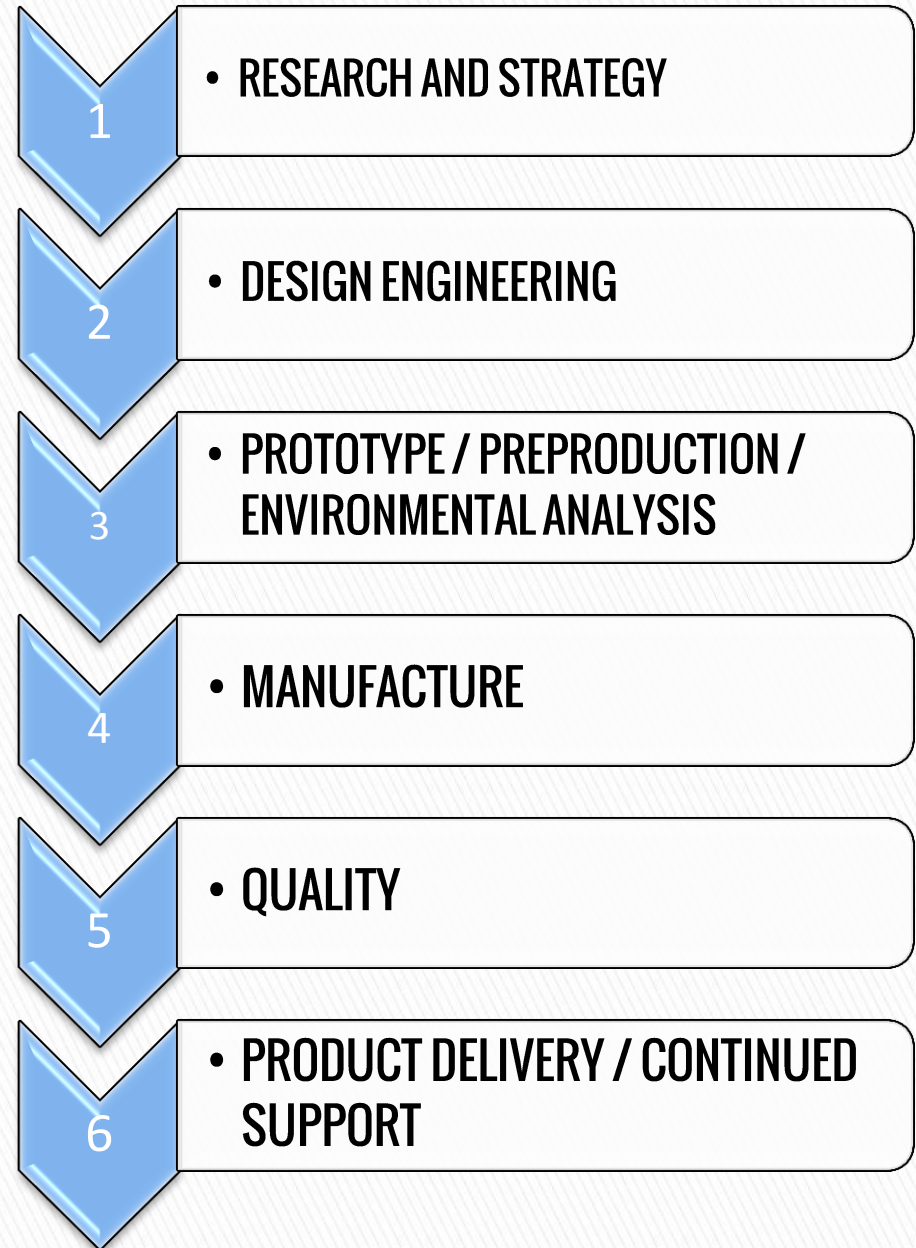 1
• RESEARCH AND STRATEGY
2
• DESIGN ENGINEERING
3
• PROTOTYPE / PREPRODUCTION /
ENVIRONMENTAL ANALYSIS
4
• MANUFACTURE
5
• QUALITY
6
• PRODUCT DELIVERY / CONTINUED
SUPPORT